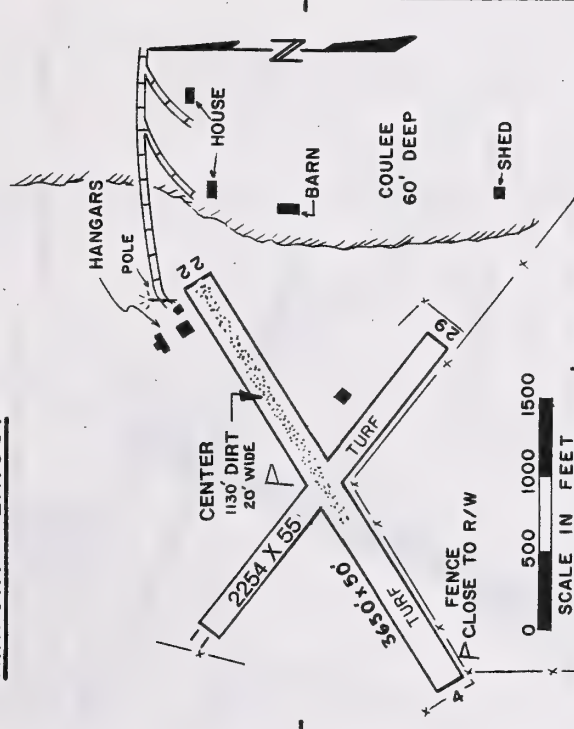 N
HANGARS
POLE
HOUSE
22
BARN
CENTER
1130' DIRT
20' WIDE
COULEE
60' DEEP
2254 X 55'
SHED
TURF
29
3650' x 50'
TURF
4
FENCE
CLOSE TO R/W
0 500 1000 1500
SCALE IN FEET